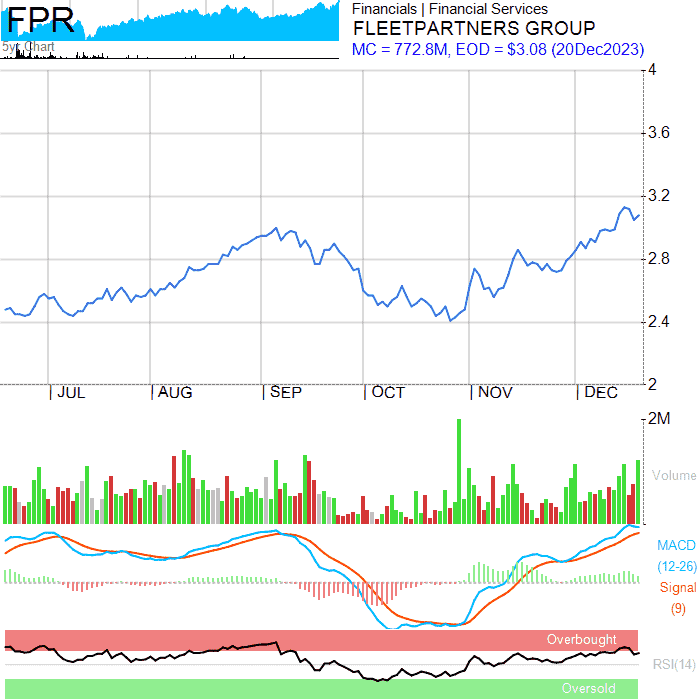 FPR
5yr Chart
Financials | Financial Services
FLEETPARTNERS GROUP
MC = 772.8M, EOD = $3.08 (20Dec2023)
4
3.6
3.2
2.8
2.4
2
| JUL | AUG | SEP | OCT | NOV | DEC
2M
Volume
MACD
(12-26)
Signal
(9)
Overbought
RSI(14)
Oversold